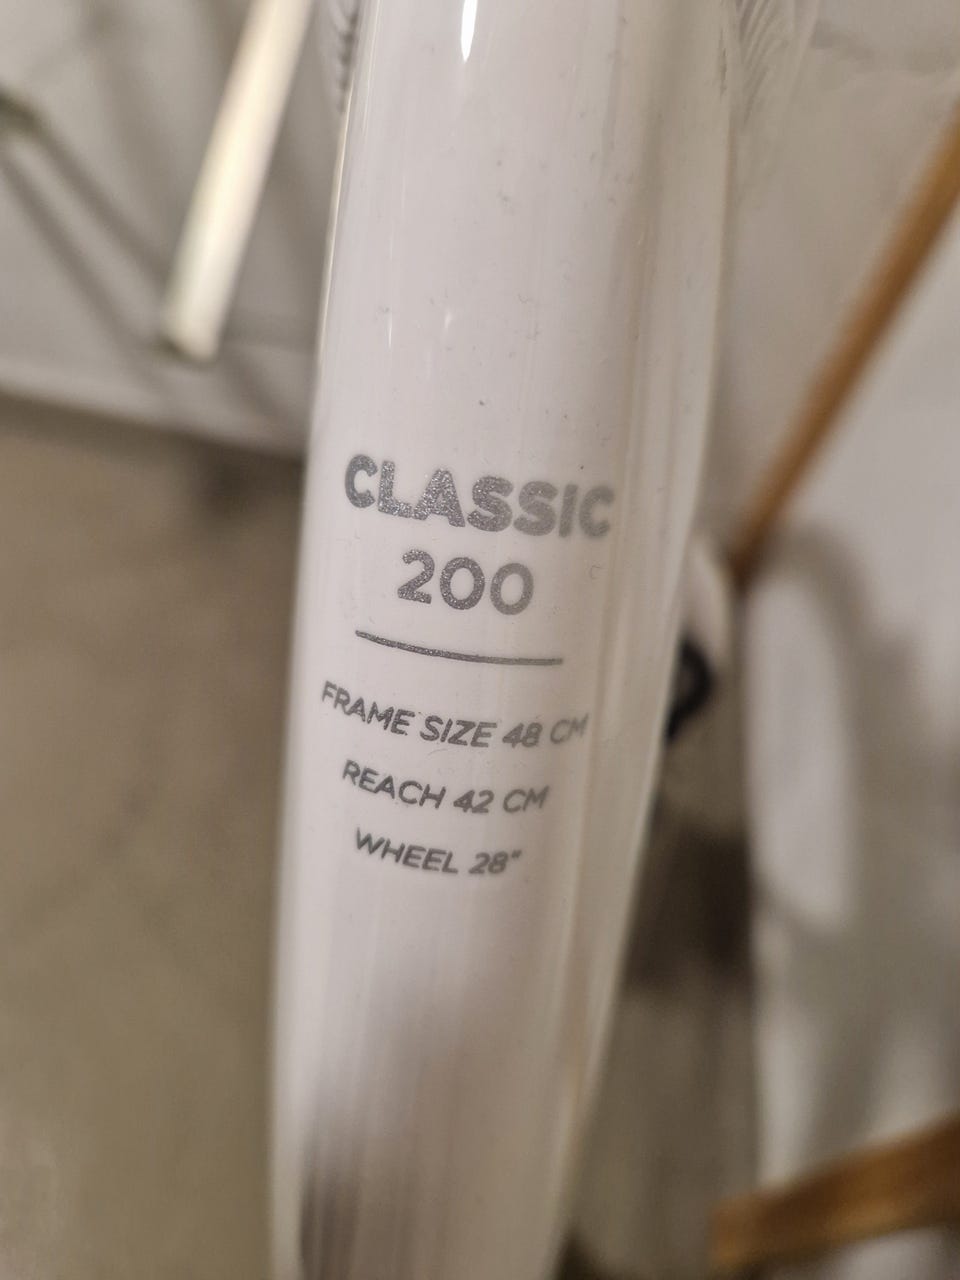 CLASSIC
200
FRAME SIZE 48 CM
REACH 42 CM
WHEEL 28"